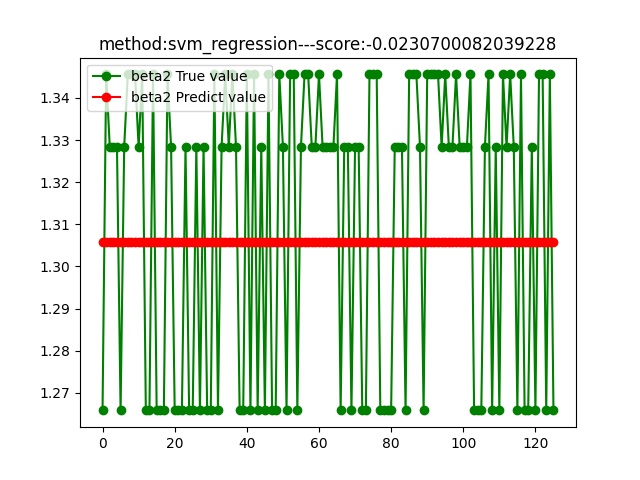 method:svm_regression---score:-0.0230700082039228
beta2 True value
beta2 Predict value
1.34
1.33
1.32
1.31
1.30
1.29
1.28
1.27
0 20 40 60 80 100 120